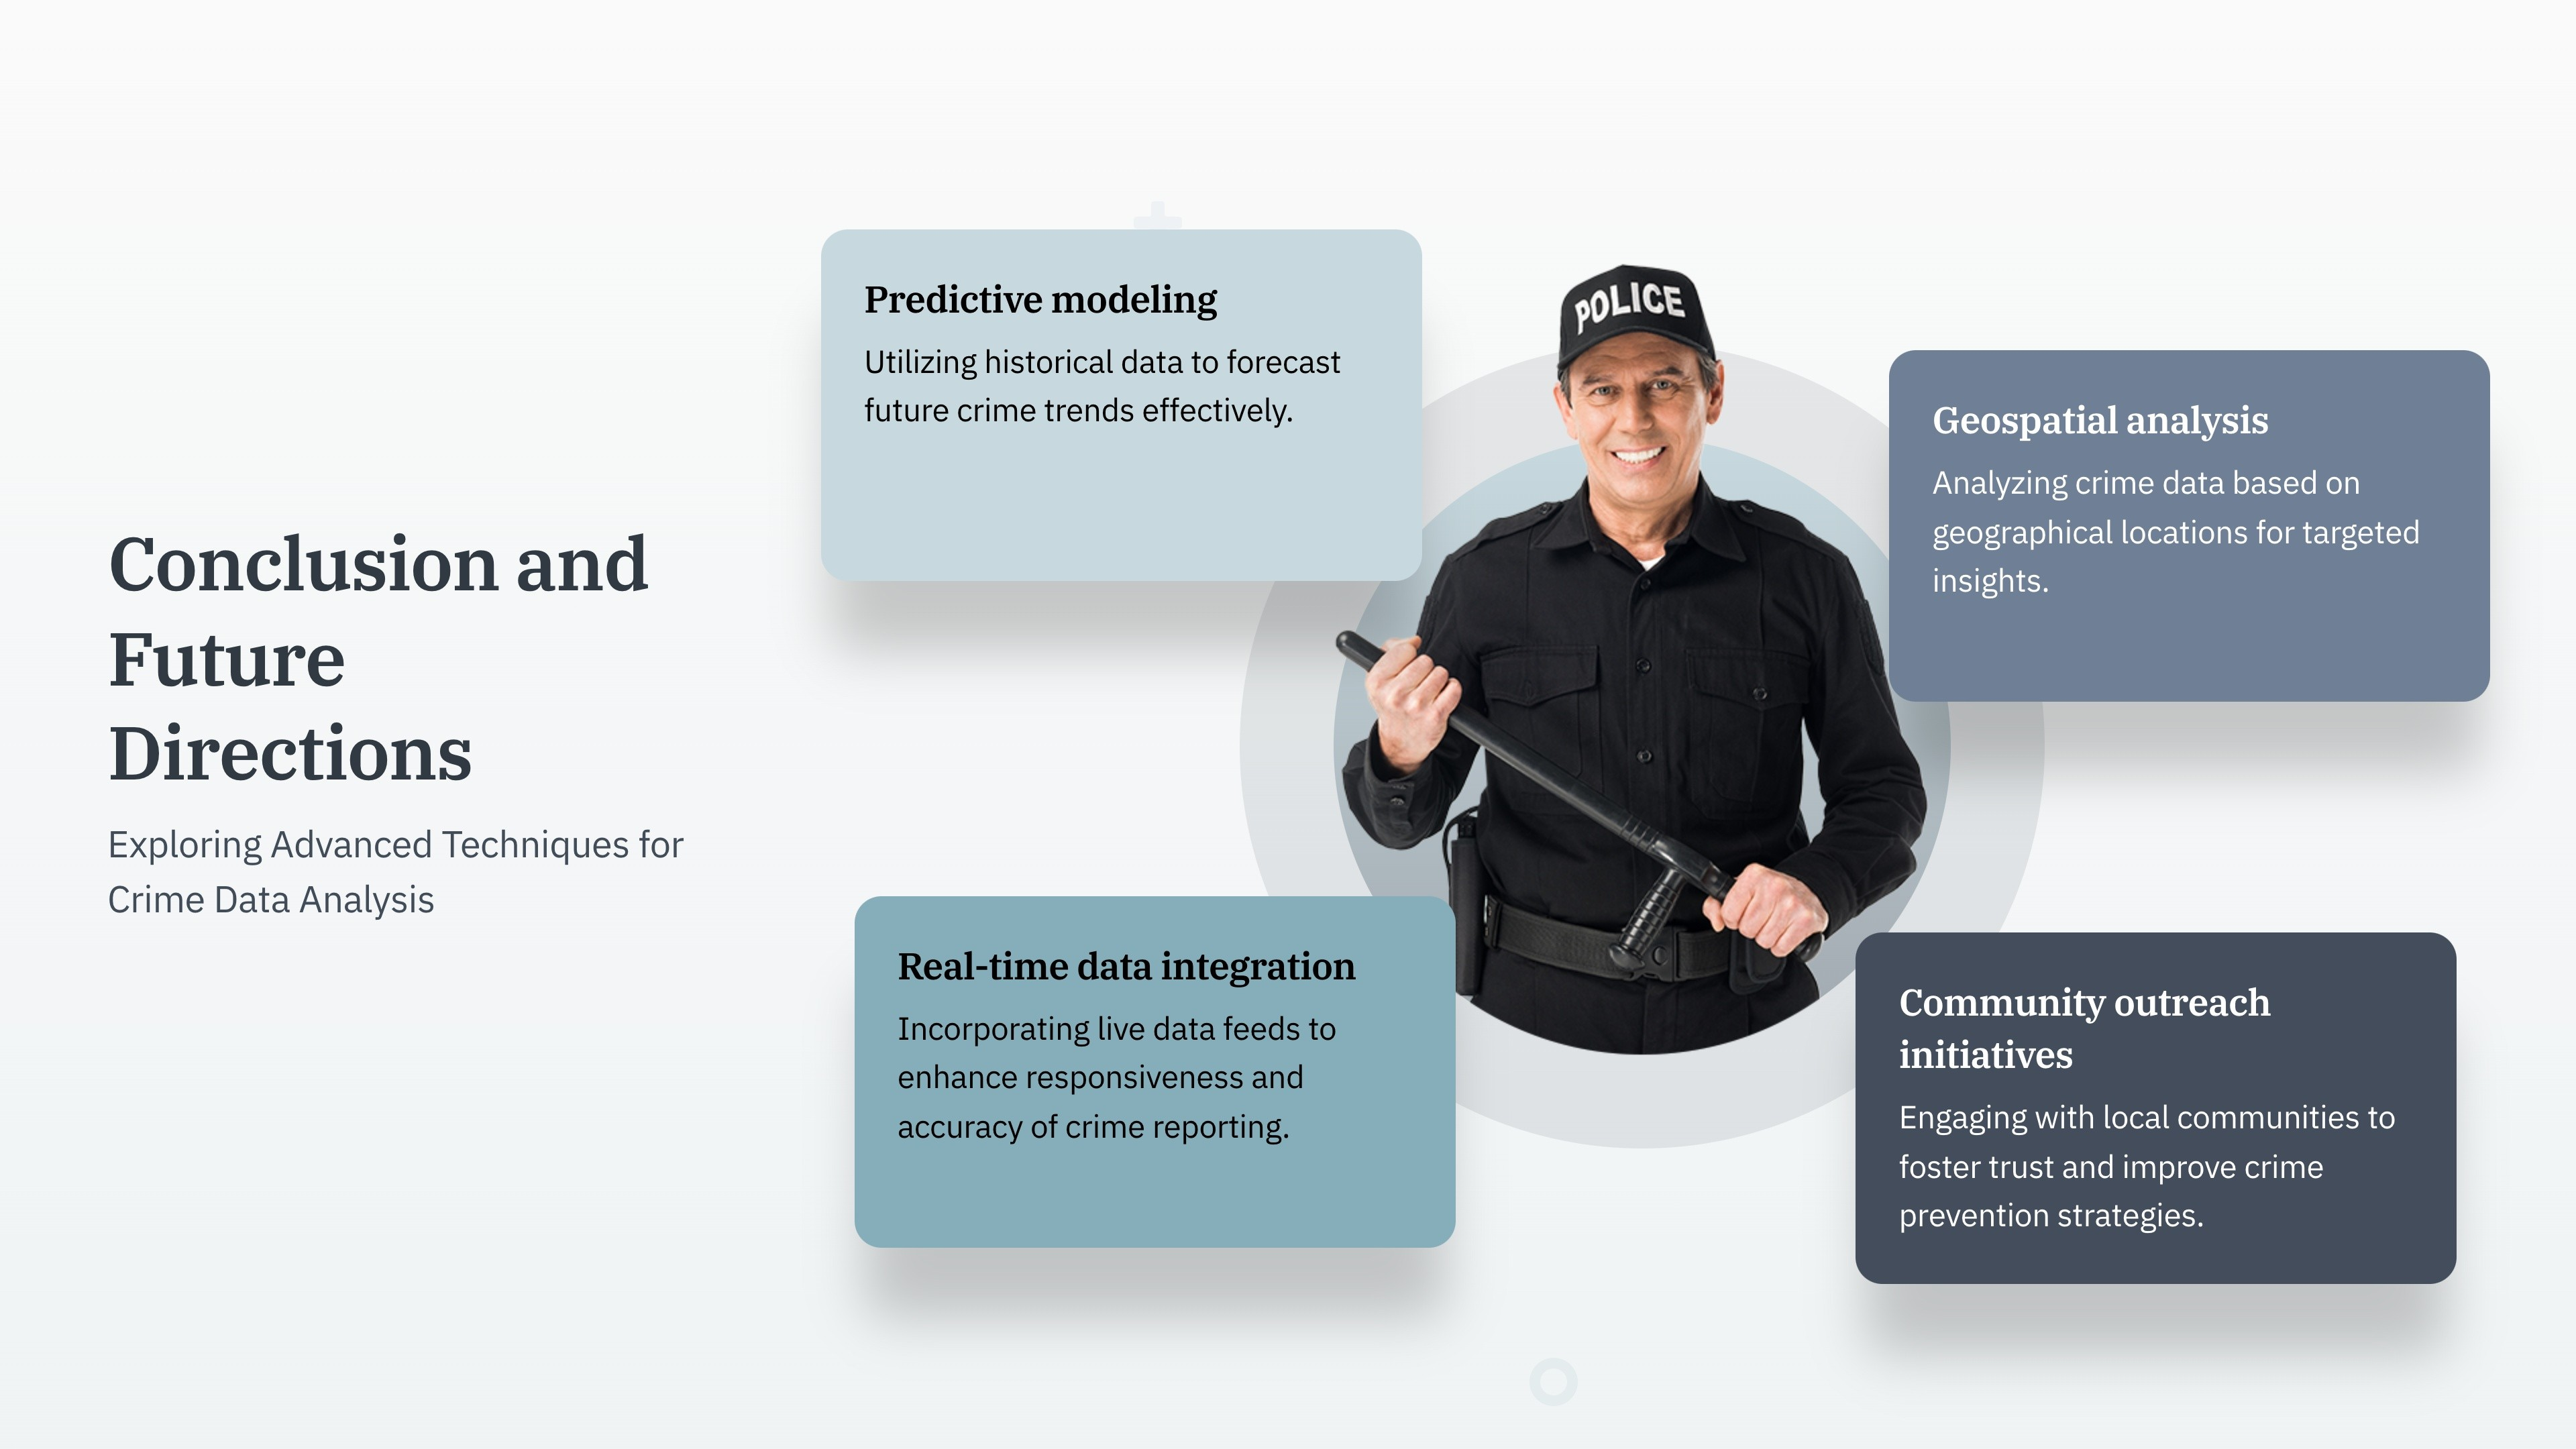 Conclusion and
Future
Directions
Exploring Advanced Techniques for
Crime Data Analysis
Predictive modeling
Utilizing historical data to forecast
future crime trends effectively.
POLICE
Geospatial analysis
Analyzing crime data based on
geographical locations for targeted
insights.
Real-time data integration
Incorporating live data feeds to
enhance responsiveness and
accuracy of crime reporting.
Community outreach
initiatives
Engaging with local communities to
foster trust and improve crime
prevention strategies.